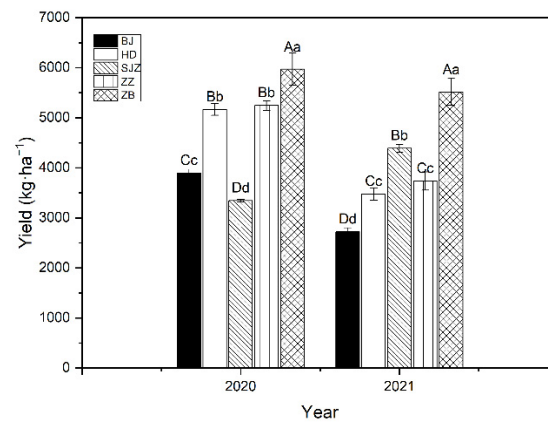 7000
6000
5000
4000
3000
2000
1000
0
Yield (kg·ha⁻¹)
BJ
HD
SJZ
ZZ
ZB
Cc
Bb
Dd
Bb
Aa
Dd
Cc
Bb
Cc
Aa
2020
2021
Year